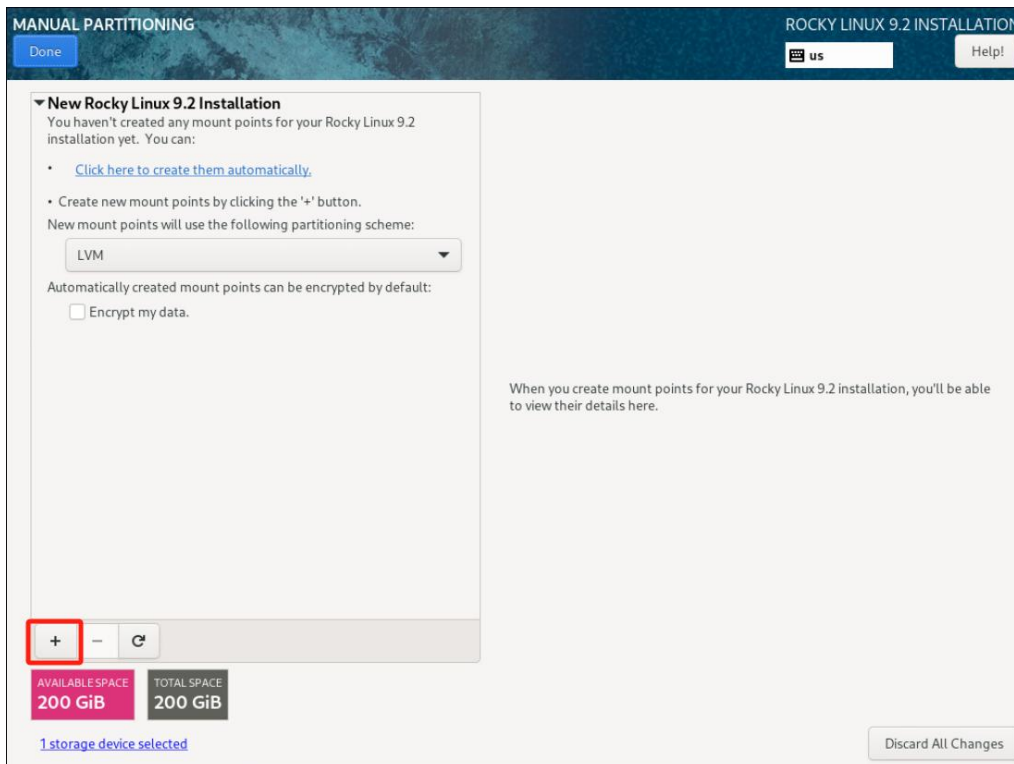 MANUAL PARTITIONING
ROCKY LINUX 9.2 INSTALLATION
Done
us
Help!
New Rocky Linux 9.2 Installation
You haven't created any mount points for your Rocky Linux 9.2
installation yet. You can:
• Click here to create them automatically.
• Create new mount points by clicking the '+' button.
New mount points will use the following partitioning scheme:
LVM
Automatically created mount points can be encrypted by default:
Encrypt my data.
When you create mount points for your Rocky Linux 9.2 installation, you'll be able
to view their details here.
+ −
AVAILABLE SPACE
200 GiB
TOTAL SPACE
200 GiB
1 storage device selected
Discard All Changes